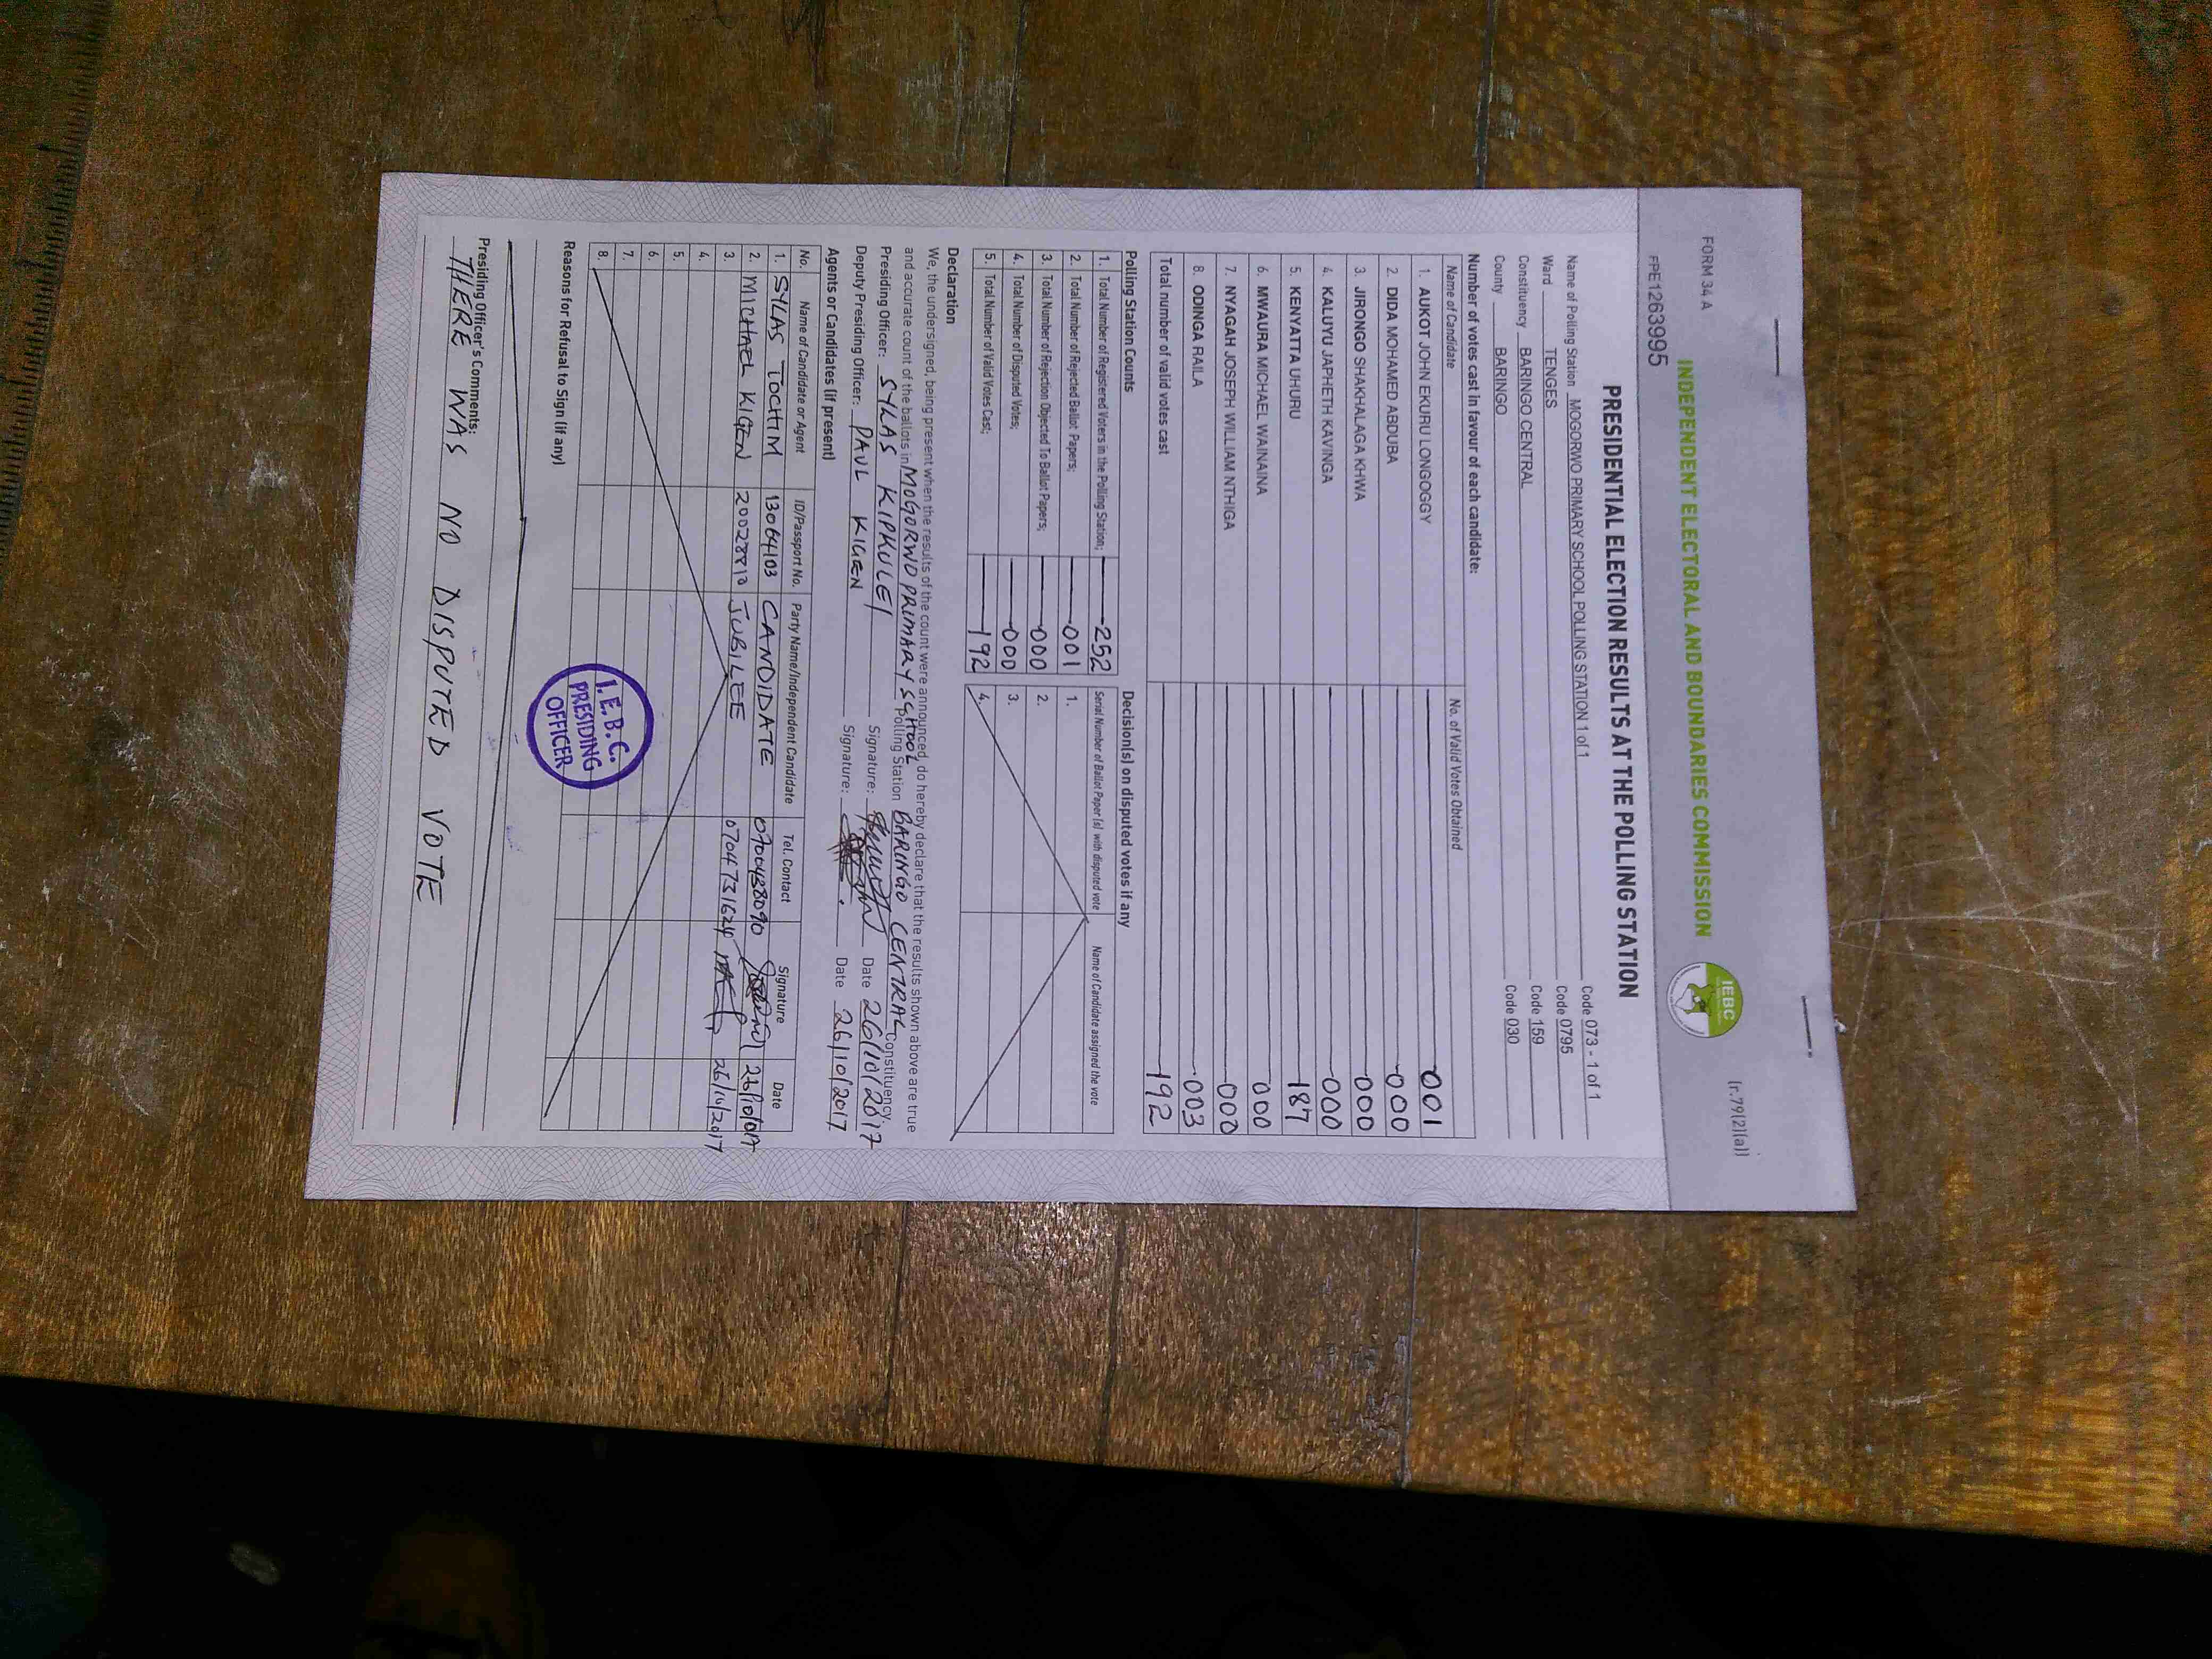 FORM 34 A
(r.79(2)(a))
INDEPENDENT ELECTORAL AND BOUNDARIES COMMISSION
IEBC
FPE1263995
PRESIDENTIAL ELECTION RESULTS AT THE POLLING STATION
Name of Polling Station MOGORWO PRIMARY SCHOOL POLLING STATION 1 of 1 Code 073 - 1 of 1
Ward TENGES Code 0795
Constituency BARINGO CENTRAL Code 159
County BARINGO Code 030
Number of votes cast in favour of each candidate:
Name of Candidate No. of Valid Votes Obtained
1. AUKOT JOHN EKURU LONGOGGY 001
2. DIDA MOHAMED ABDUBA 000
3. JIRONGO SHAKHALAGA KHWA 000
4. KALUYU JAPHETH KAVINGA 000
5. KENYATTA UHURU 187
6. MWAURA MICHAEL WAINAINA 000
7. NYAGAH JOSEPH WILLIAM NTHIGA 000
8. ODINGA RAILA 003
Total number of valid votes cast 192
Polling Station Counts
1. Total Number of Registered Voters in the Polling Station; 252
2. Total Number of Rejected Ballot Papers; 001
3. Total Number of Rejection Objected To Ballot Papers; 000
4. Total Number of Disputed Votes; 000
5. Total Number of Valid Votes Cast; 192
Decision(s) on disputed votes if any
Serial Number of Ballot Paper (s) with disputed vote Name of Candidate assigned the vote
1.
2.
3.
4.
Declaration
We, the undersigned, being present when the results of the count were announced, do hereby declare that the results shown above are true
and accurate count of the ballots in MOGORWO PRIMARY SCHOOL Polling Station BARINGO CENTRAL Constituency.
Presiding Officer: SYLAS KIPKULEI Signature: Date 26/10/2017
Deputy Presiding Officer: PAUL KIGEN Signature: Date 26/10/2017
Agents or Candidates (if present)
No. Name of Candidate or Agent ID/Passport No. Party Name/Independent Candidate Tel. Contact Signature Date
1. SYLAS TOCHIM 13064103 CANDIDATE 0700438090
2. MICHAEL KIGEN 20028810 JUBILEE 0704731624 26/10/2017
3.
4.
5.
6.
7.
8.
I.E.B.C.
PRESIDING
OFFICER
Reasons for Refusal to Sign (if any)
Presiding Officer's Comments:
THERE WAS NO DISPUTED VOTE